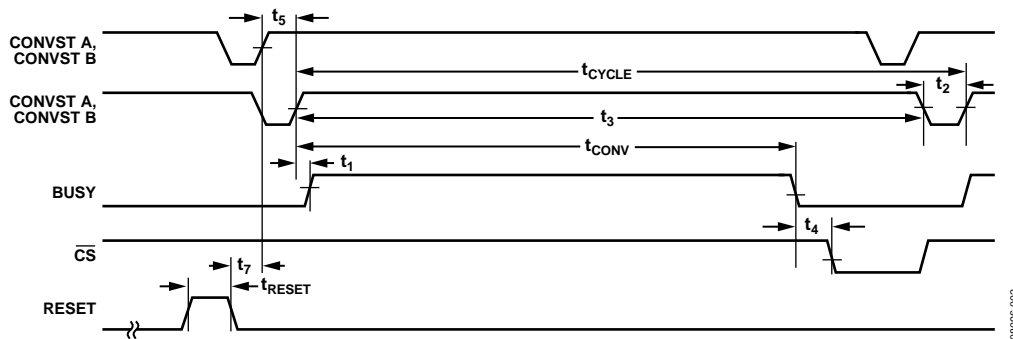 t5
CONVST A,
CONVST B
tCYCLE
t2
CONVST A,
CONVST B
t3
tCONV
t1
BUSY
t4
CS
t7
tRESET
RESET